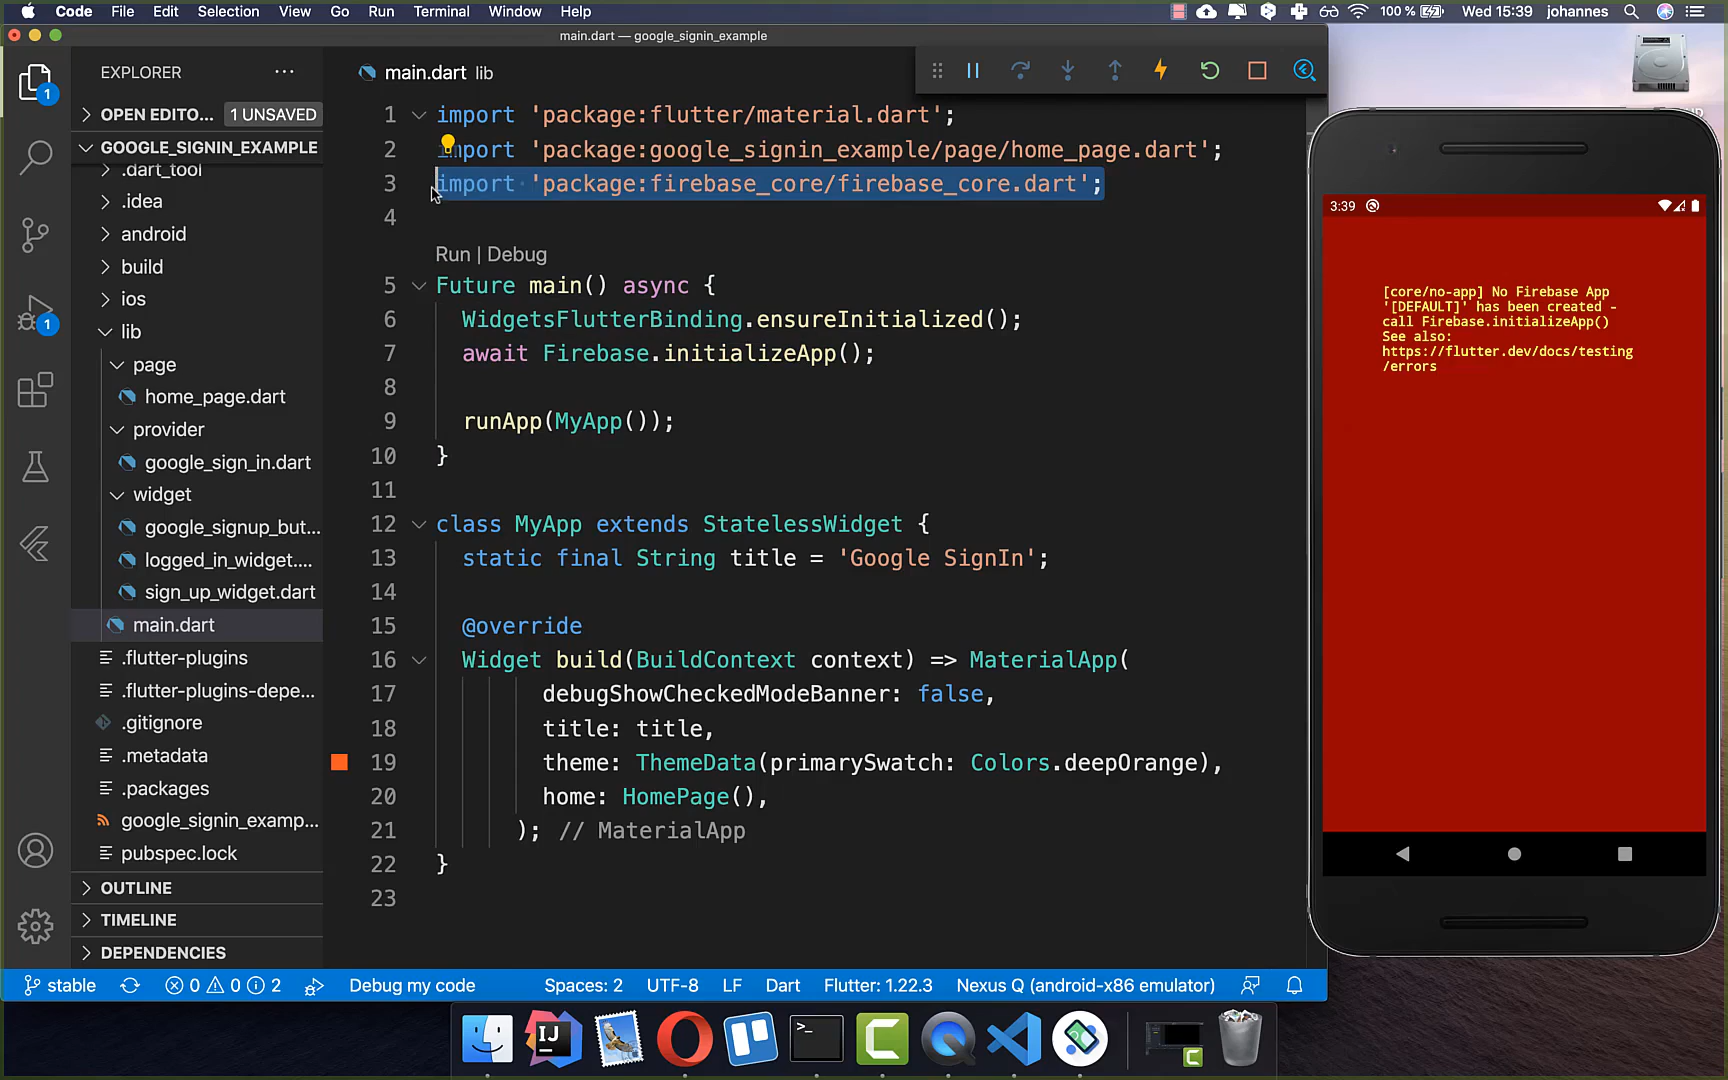 Code File Edit Selection View Go Run Terminal Window Help 100 % Wed 15:39 johannes
main.dart — google_signin_example
EXPLORER
main.dart lib
OPEN EDITO... 1 UNSAVED
GOOGLE_SIGNIN_EXAMPLE
.dart_tool
.idea
android
build
ios
lib
page
home_page.dart
provider
google_sign_in.dart
widget
google_signup_but...
logged_in_widget....
sign_up_widget.dart
main.dart
.flutter-plugins
.flutter-plugins-depe...
.gitignore
.metadata
.packages
google_signin_examp...
pubspec.lock
OUTLINE
TIMELINE
DEPENDENCIES
1
1
1 import 'package:flutter/material.dart';
2 import 'package:google_signin_example/page/home_page.dart';
3 import 'package:firebase_core/firebase_core.dart';
4
Run | Debug
5 Future main() async {
6 WidgetsFlutterBinding.ensureInitialized();
7 await Firebase.initializeApp();
8
9 runApp(MyApp());
10 }
11
12 class MyApp extends StatelessWidget {
13 static final String title = 'Google SignIn';
14
15 @override
16 Widget build(BuildContext context) => MaterialApp(
17 debugShowCheckedModeBanner: false,
18 title: title,
19 theme: ThemeData(primarySwatch: Colors.deepOrange),
20 home: HomePage(),
21 ); // MaterialApp
22 }
23
3:39
[core/no-app] No Firebase App
'[DEFAULT]' has been created -
call Firebase.initializeApp()
See also:
https://flutter.dev/docs/testing
/errors
stable 0 0 2 Debug my code Spaces: 2 UTF-8 LF Dart Flutter: 1.22.3 Nexus Q (android-x86 emulator)
IJ